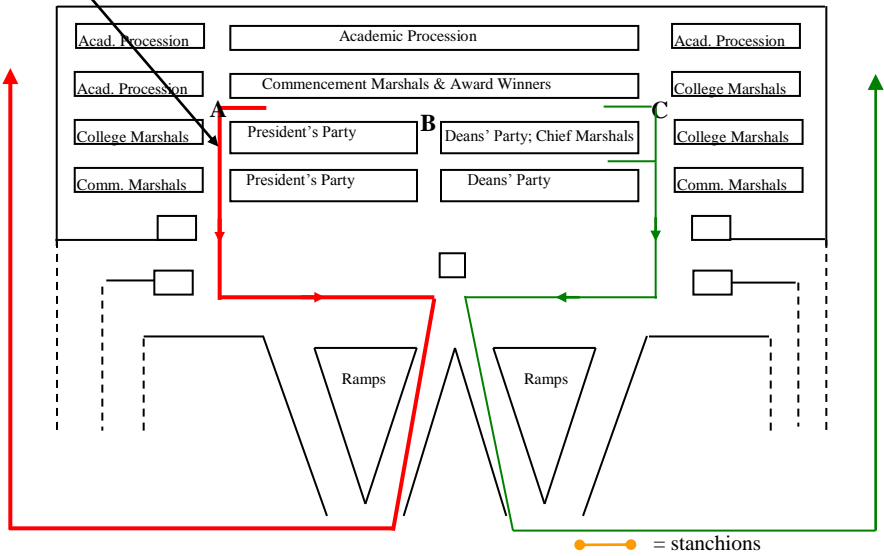 Acad. Procession
Academic Procession
Acad. Procession
Acad. Procession
Commencement Marshals & Award Winners
College Marshals
A
B
C
College Marshals
President's Party
Deans' Party; Chief Marshals
College Marshals
Comm. Marshals
President's Party
Deans' Party
Comm. Marshals
Ramps
Ramps
= stanchions